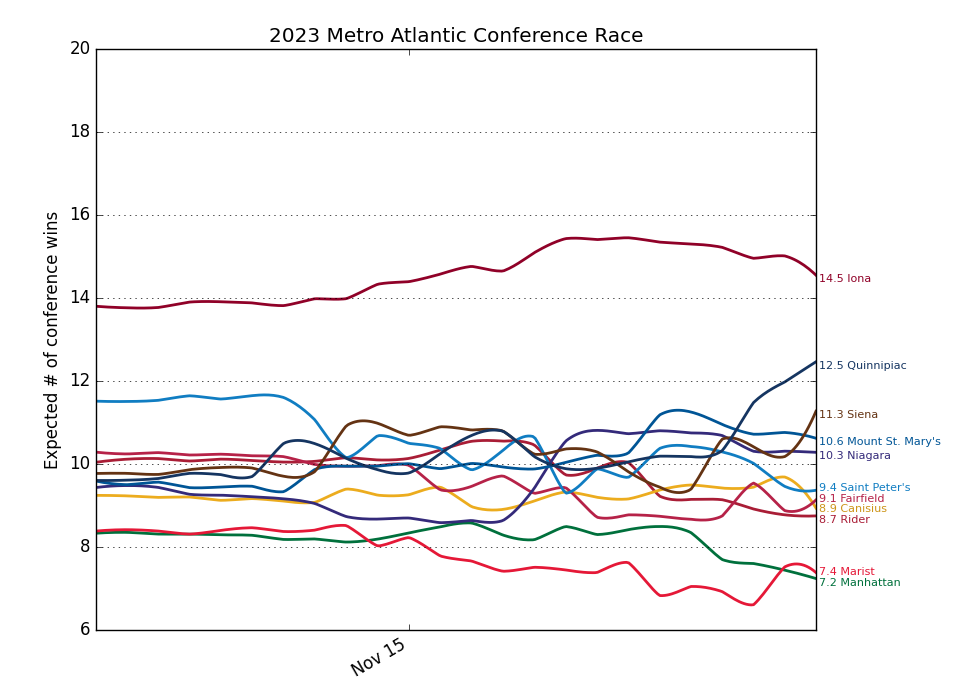 2023 Metro Atlantic Conference Race
Expected # of conference wins
20
18
16
14
12
10
8
6
Nov 15
14.5 Iona
12.5 Quinnipiac
11.3 Siena
10.6 Mount St. Mary's
10.3 Niagara
9.4 Saint Peter's
9.1 Fairfield
8.9 Canisius
8.7 Rider
7.4 Marist
7.2 Manhattan